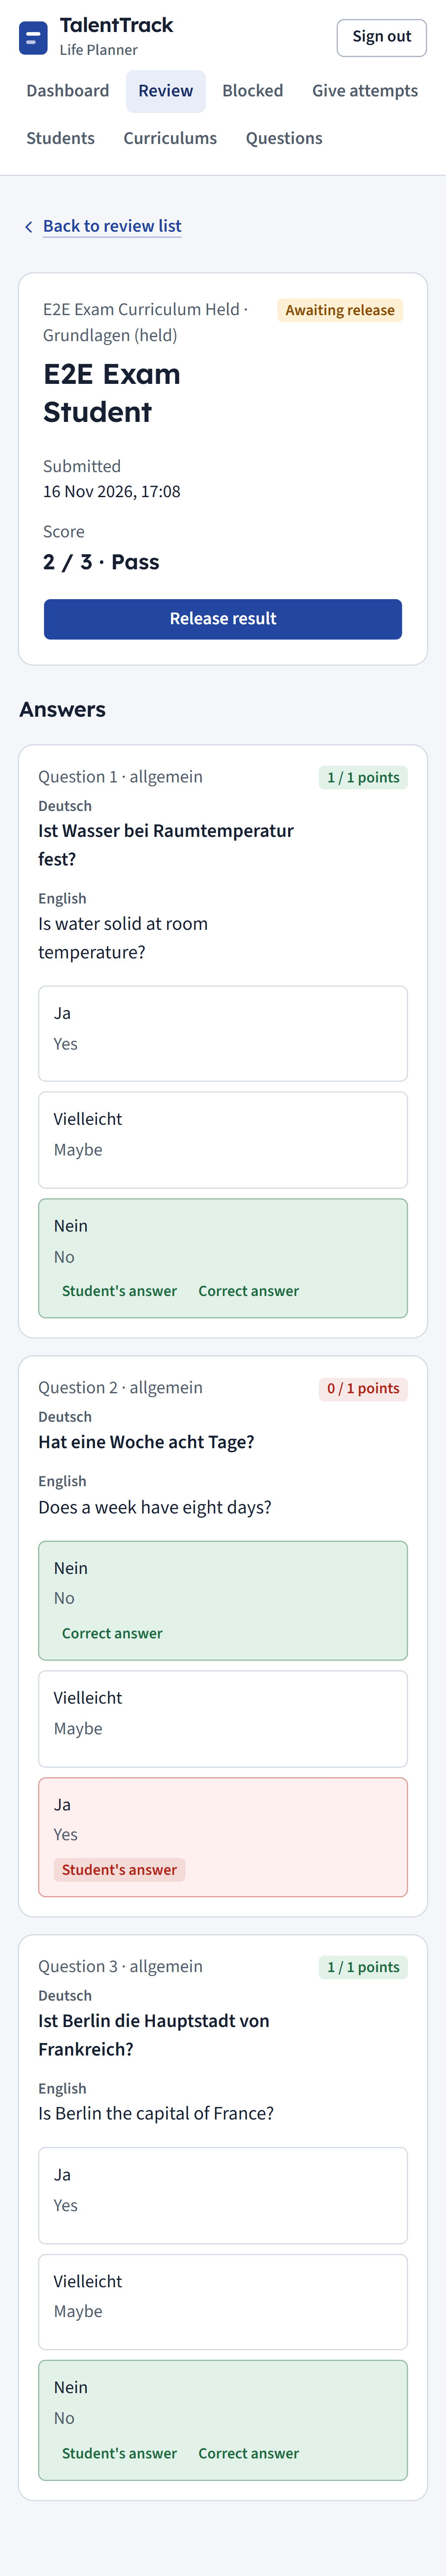 TalentTrack
Life Planner
Sign out
Dashboard
Review
Blocked
Give attempts
Students
Curriculums
Questions
Back to review list
E2E Exam Curriculum Held ·
Grundlagen (held)
Awaiting release
E2E Exam
Student
Submitted
16 Nov 2026, 17:08
Score
2 / 3 · Pass
Release result
Answers
Question 1 · allgemein
1 / 1 points
Deutsch
Ist Wasser bei Raumtemperatur
fest?
English
Is water solid at room
temperature?
Ja
Yes
Vielleicht
Maybe
Nein
No
Student's answer
Correct answer
Question 2 · allgemein
0 / 1 points
Deutsch
Hat eine Woche acht Tage?
English
Does a week have eight days?
Nein
No
Correct answer
Vielleicht
Maybe
Ja
Yes
Student's answer
Question 3 · allgemein
1 / 1 points
Deutsch
Ist Berlin die Hauptstadt von
Frankreich?
English
Is Berlin the capital of France?
Ja
Yes
Vielleicht
Maybe
Nein
No
Student's answer
Correct answer